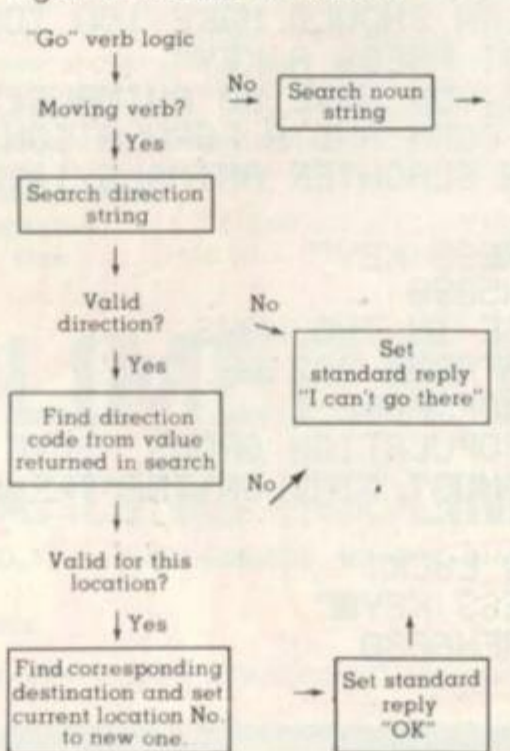 "Go" verb logic
Moving verb?
No
Search noun
string
Yes
Search direction
string
Valid
direction?
No
Yes
Set
standard reply
"I can't go there"
Find direction
code from value
returned in search
No
Valid for this
location?
Yes
Find corresponding
destination and set
current location No.
to new one.
Set standard
reply
"OK"